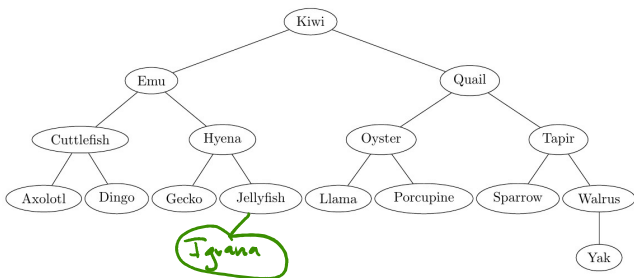 Kiwi
Emu Quail
Cuttlefish Hyena Oyster Tapir
Axolotl Dingo Gecko Jellyfish Llama Porcupine Sparrow Walrus
Iguana
Yak